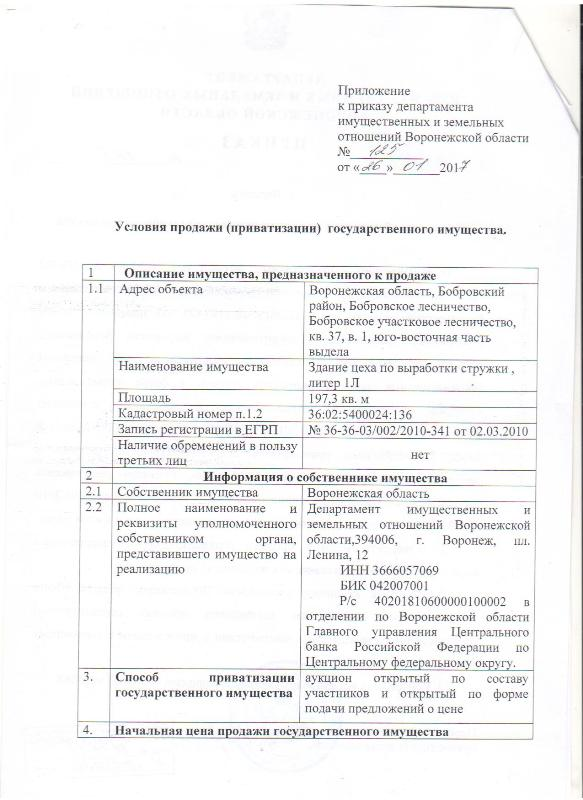 Приложение
к приказу департамента
имущественных и земельных
отношений Воронежской области
№ 125
от «26» 01 2017
Условия продажи (приватизации) государственного имущества.
1 Описание имущества, предназначенного к продаже
1.1 Адрес объекта Воронежская область, Бобровский
район, Бобровское лесничество,
Бобровское участковое лесничество,
кв. 37, в. 1, юго-восточная часть
выдела
Наименование имущества Здание цеха по выработки стружки ,
литер 1Л
Площадь 197,3 кв. м
Кадастровый номер п.1.2 36:02:5400024:136
Запись регистрации в ЕГРП № 36-36-03/002/2010-341 от 02.03.2010
Наличие обременений в пользу
третьих лиц нет
2 Информация о собственнике имущества
2.1 Собственник имущества Воронежская область
2.2 Полное наименование и
реквизиты уполномоченного
собственником органа,
представившего имущество на
реализацию
Департамент имущественных и
земельных отношений Воронежской
области,394006, г. Воронеж, пл.
Ленина, 12
ИНН 3666057069
БИК 042007001
Р/с 40201810600000100002 в
отделении по Воронежской области
Главного управления Центрального
банка Российской Федерации по
Центральному федеральному округу.
3. Способ приватизации
государственного имущества
аукцион открытый по составу
участников и открытый по форме
подачи предложений о цене
4. Начальная цена продажи государственного имущества